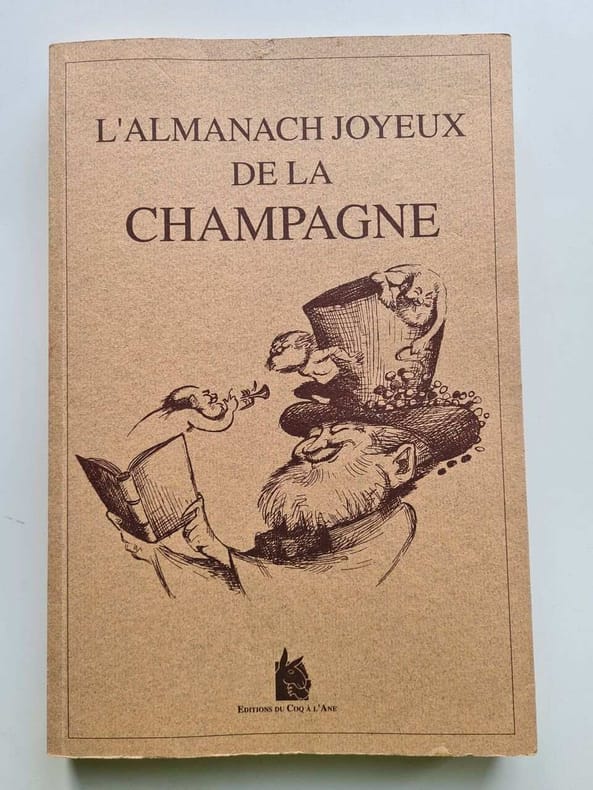 L'ALMANACH JOYEUX
DE LA
CHAMPAGNE
EDITIONS DU COQ À L'ANE